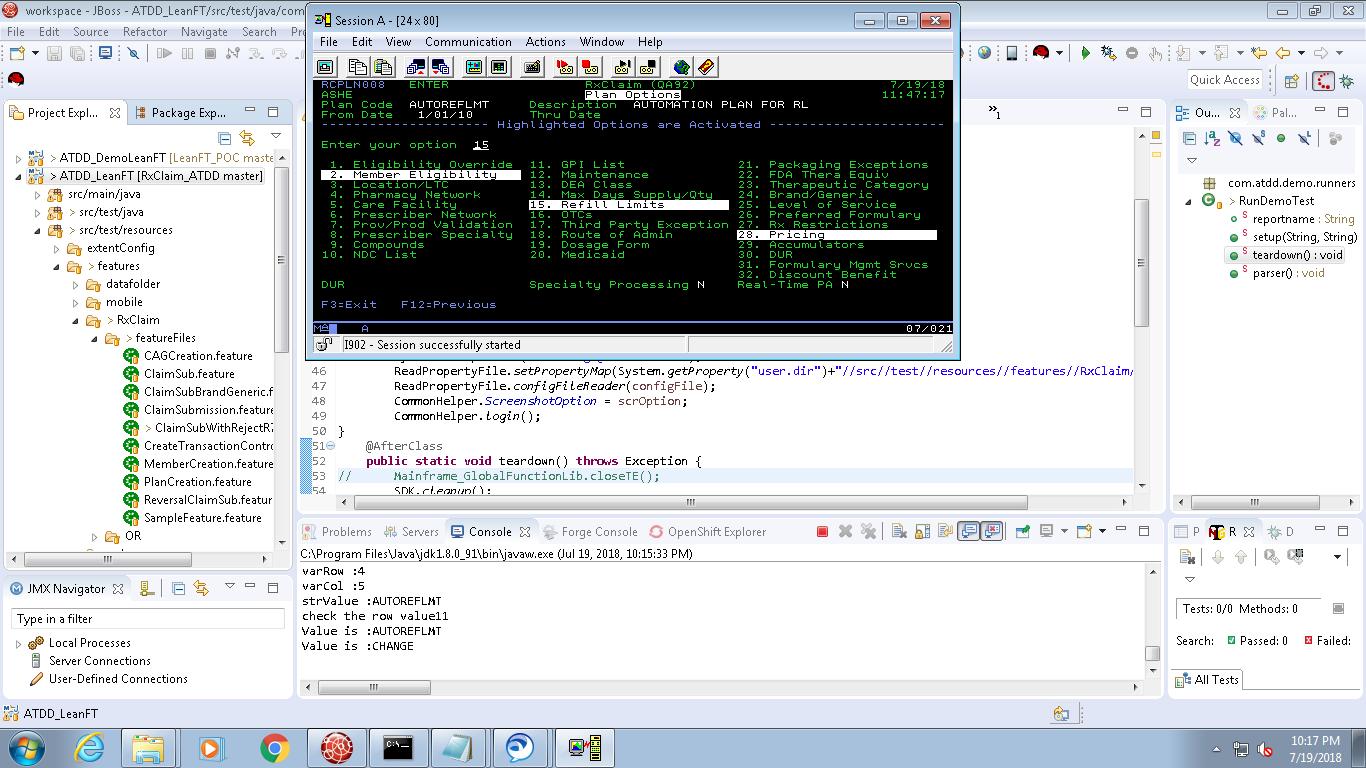 workspace - JBoss - ATDD_LeanFT/src/test/java/com
File Edit Source Refactor Navigate Search
Quick Access
Session A - [24 x 80]
File Edit View Communication Actions Window Help
RCPLN008 ENTER RxClaim (QA92) 7/19/18
ASHE Plan Options 11:47:17
Plan Code AUTOREFLMT Description AUTOMATION PLAN FOR RL
From Date 1/01/10 Thru Date
Highlighted Options are Activated
Enter your option 15
1. Eligibility Override 11. GPI List 21. Packaging Exceptions
2. Member Eligibility 12. Maintenance 22. FDA Thera Equiv
3. Location/LTC 13. DEA Class 23. Therapeutic Category
4. Pharmacy Network 14. Max Days Supply/Qty 24. Brand/Generic
5. Care Facility 15. Refill Limits 25. Level of Service
6. Prescriber Network 16. OTCs 26. Preferred Formulary
7. Prov/Prod Validation 17. Third Party Exception 27. Rx Restrictions
8. Prescriber Specialty 18. Route of Admin 28. Pricing
9. Compounds 19. Dosage Form 29. Accumulators
10. NDC List 20. Medicaid 30. DUR
31. Formulary Mgmt Srvcs
32. Discount Benefit
DUR Specialty Processing N Real-Time PA N
F3=Exit F12=Previous
MA A 07/021
I902 - Session successfully started
Project Expl... Package Exp...
> ATDD_DemoLeanFT [LeanFT_POC maste
> ATDD_LeanFT [RxClaim_ATDD master]
src/main/java
> src/test/java
> src/test/resources
extentConfig
> features
datafolder
mobile
> RxClaim
> featureFiles
CAGCreation.feature
ClaimSub.feature
ClaimSubBrandGeneric.f
ClaimSubmission.feature
> ClaimSubWithRejectR7
CreateTransactionContro
MemberCreation.feature
PlanCreation.feature
ReversalClaimSub.featur
SampleFeature.feature
OR
46 ReadPropertyFile.setPropertyMap(System.getProperty("user.dir")+"//src//test//resources//features//RxClaim/
47 ReadPropertyFile.configFileReader(configFile);
48 CommonHelper.ScreenshotOption = scrOption;
49 CommonHelper.login();
50 }
51 @AfterClass
52 public static void teardown() throws Exception {
53 // Mainframe_GlobalFunctionLib.closeTE();
54 SDK.cleanup();
Ou... Pal...
com.atdd.demo.runners
> RunDemoTest
reportname : String
setup(String, String)
teardown() : void
parser() : void
JMX Navigator
Type in a filter
Local Processes
Server Connections
User-Defined Connections
Problems Servers Console Forge Console OpenShift Explorer
C:\Program Files\Java\jdk1.8.0_91\bin\javaw.exe (Jul 19, 2018, 10:15:33 PM)
varRow :4
varCol :5
strValue :AUTOREFLMT
check the row value11
Value is :AUTOREFLMT
Value is :CHANGE
P R D
Tests: 0/0 Methods: 0
Search: Passed: 0 Failed:
All Tests
ATDD_LeanFT
10:17 PM
7/19/2018